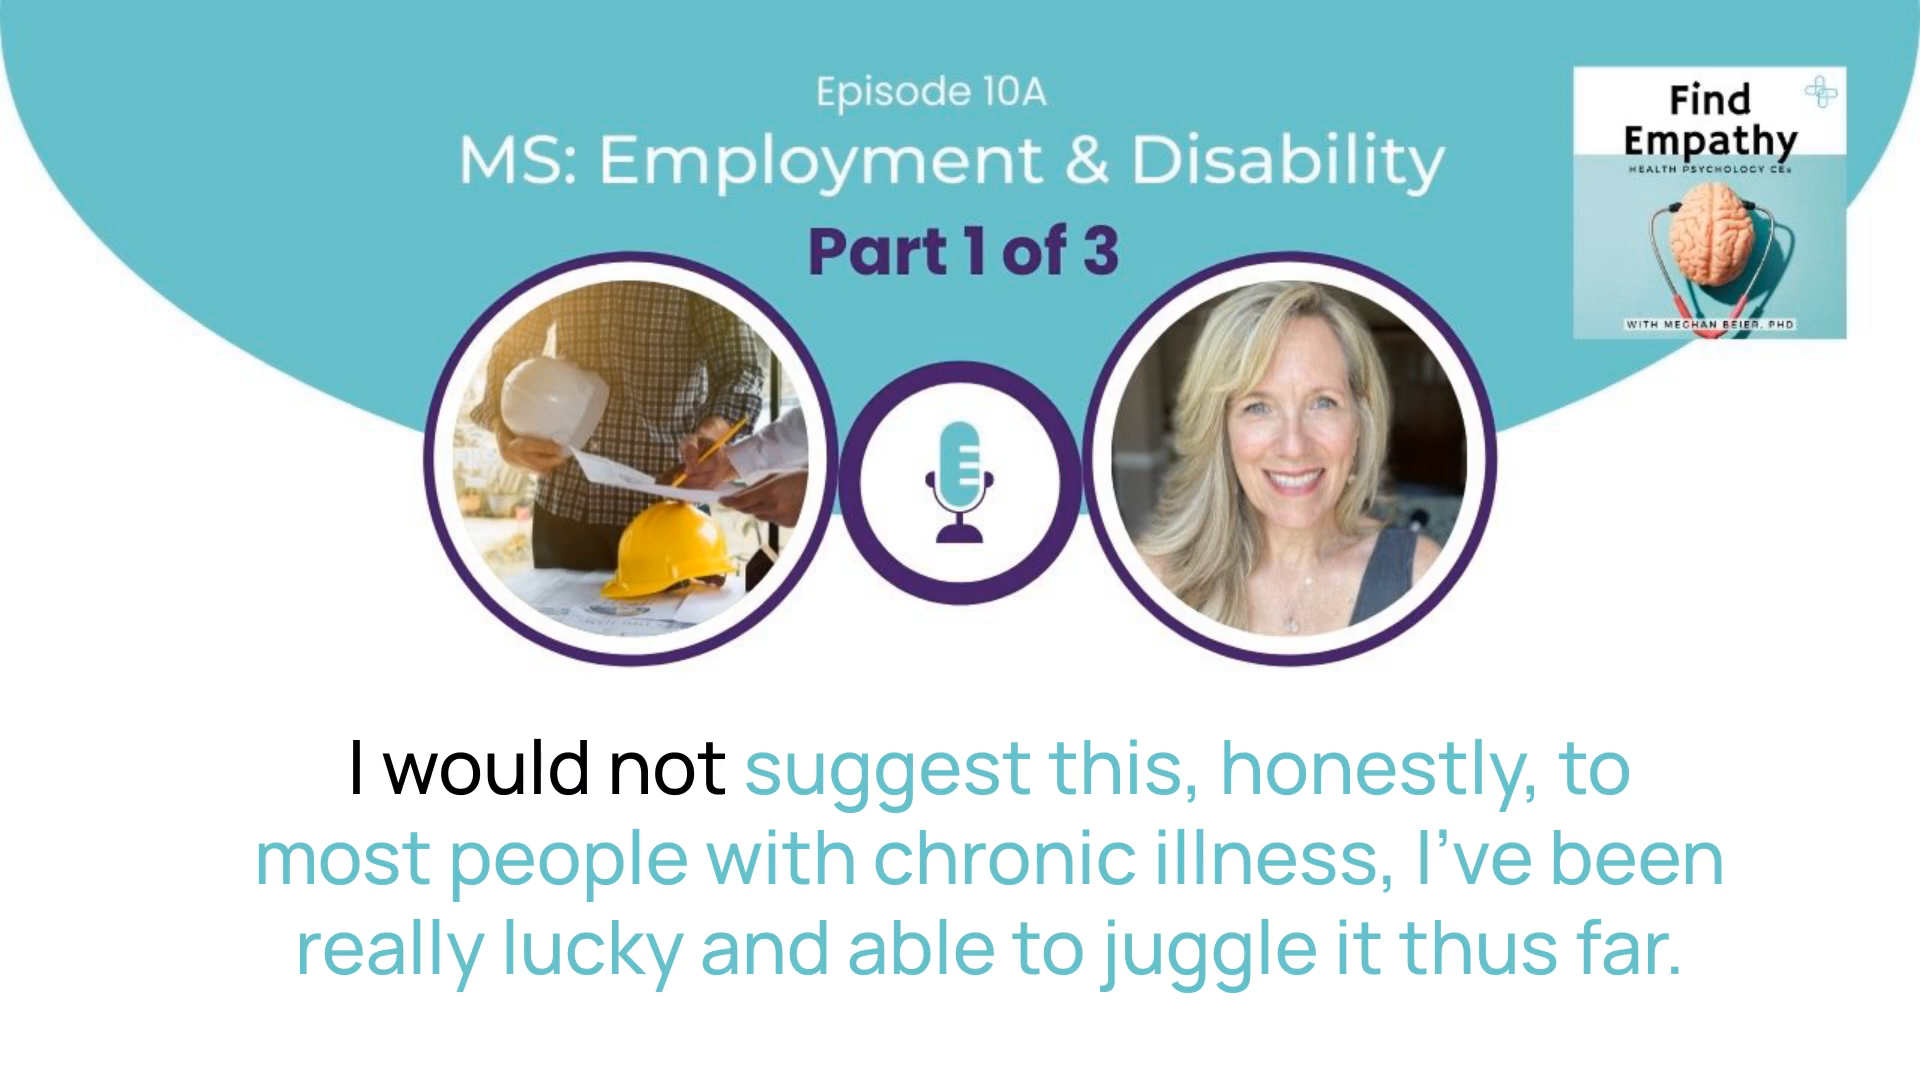 Episode 10A
MS: Employment & Disability
Part 1 of 3
Find
Empathy
HEALTH PSYCHOLOGY CEs
WITH MEGHAN BEIER, PHD
I would not suggest this, honestly, to
most people with chronic illness, I’ve been
really lucky and able to juggle it thus far.